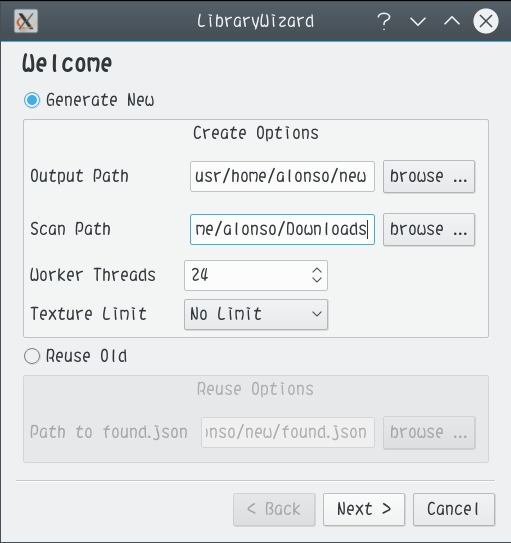 LibraryWizard
Welcome
Generate New
Create Options
Output Path usr/home/alonso/new browse ...
Scan Path me/alonso/Downloads browse ...
Worker Threads 24
Texture Limit No Limit
Reuse Old
Reuse Options
Path to found.json onso/new/found.json browse ...
< Back Next > Cancel